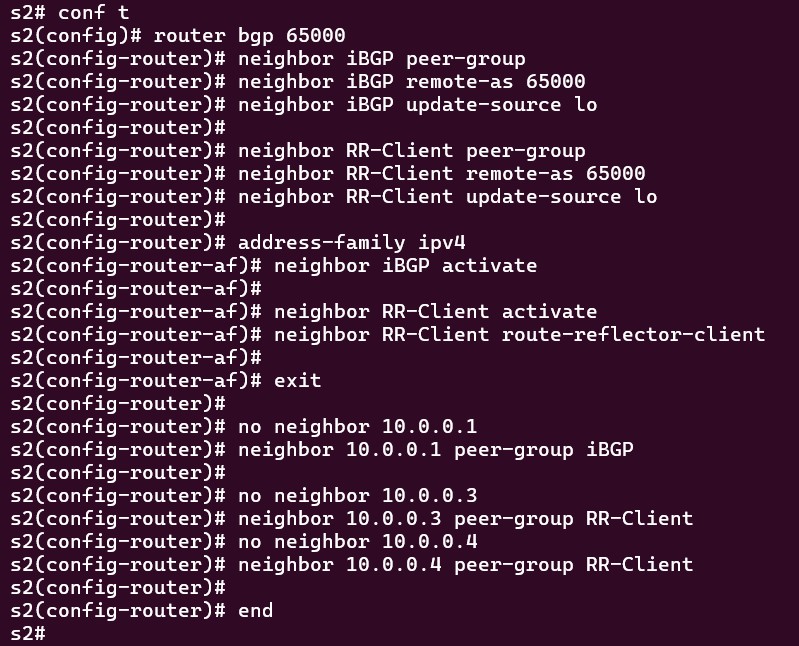 s2# conf t
s2(config)# router bgp 65000
s2(config-router)# neighbor iBGP peer-group
s2(config-router)# neighbor iBGP remote-as 65000
s2(config-router)# neighbor iBGP update-source lo
s2(config-router)#
s2(config-router)# neighbor RR-Client peer-group
s2(config-router)# neighbor RR-Client remote-as 65000
s2(config-router)# neighbor RR-Client update-source lo
s2(config-router)#
s2(config-router)# address-family ipv4
s2(config-router-af)# neighbor iBGP activate
s2(config-router-af)#
s2(config-router-af)# neighbor RR-Client activate
s2(config-router-af)# neighbor RR-Client route-reflector-client
s2(config-router-af)#
s2(config-router-af)# exit
s2(config-router)#
s2(config-router)# no neighbor 10.0.0.1
s2(config-router)# neighbor 10.0.0.1 peer-group iBGP
s2(config-router)#
s2(config-router)# no neighbor 10.0.0.3
s2(config-router)# neighbor 10.0.0.3 peer-group RR-Client
s2(config-router)# no neighbor 10.0.0.4
s2(config-router)# neighbor 10.0.0.4 peer-group RR-Client
s2(config-router)#
s2(config-router)# end
s2#